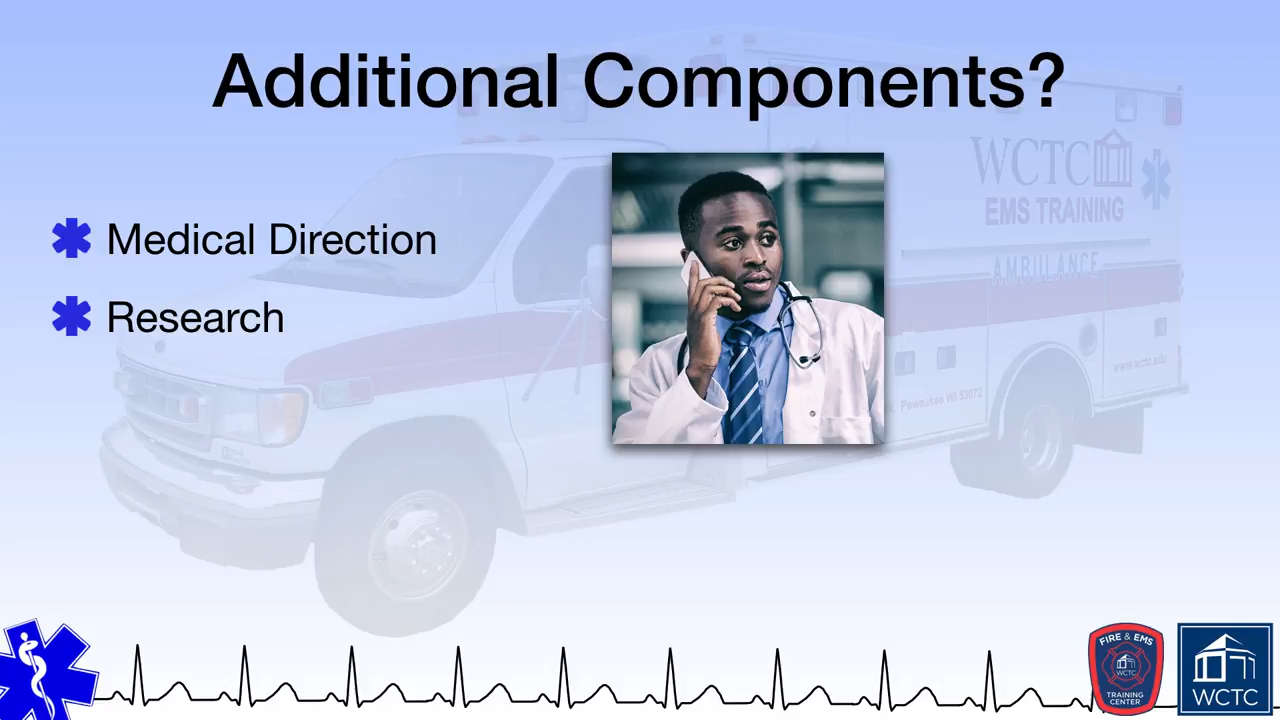 Additional Components?
Medical Direction
Research
WCTC
EMS TRAINING
AMBULANCE
www.wctc.edu
Pewaukee WI 53072
FIRE & EMS
WCTC
TRAINING
CENTER
WCTC